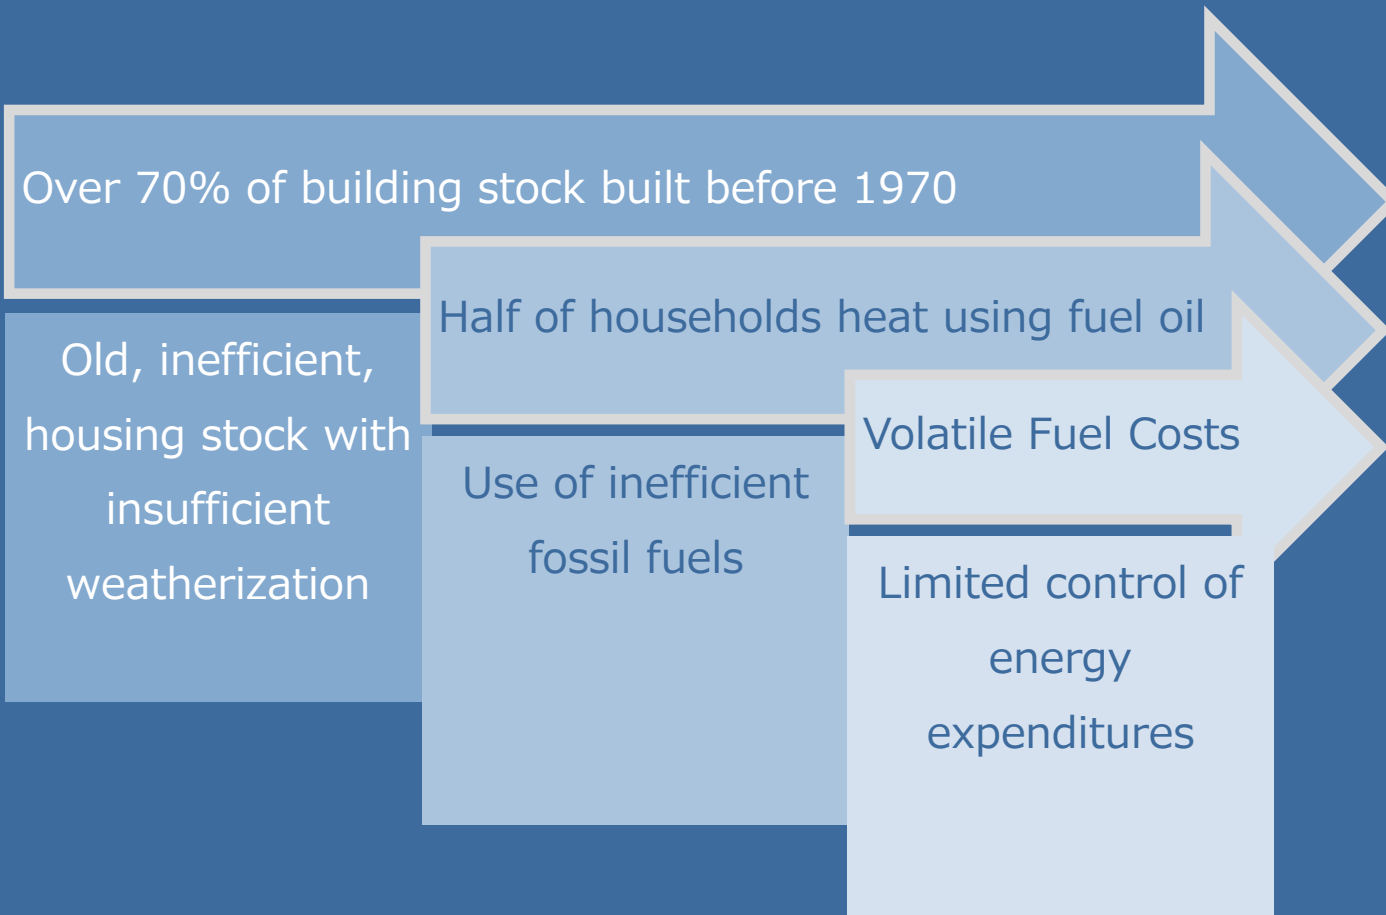 Over 70% of building stock built before 1970
Old, inefficient,
housing stock with
insufficient
weatherization
Half of households heat using fuel oil
Use of inefficient
fossil fuels
Volatile Fuel Costs
Limited control of
energy
expenditures